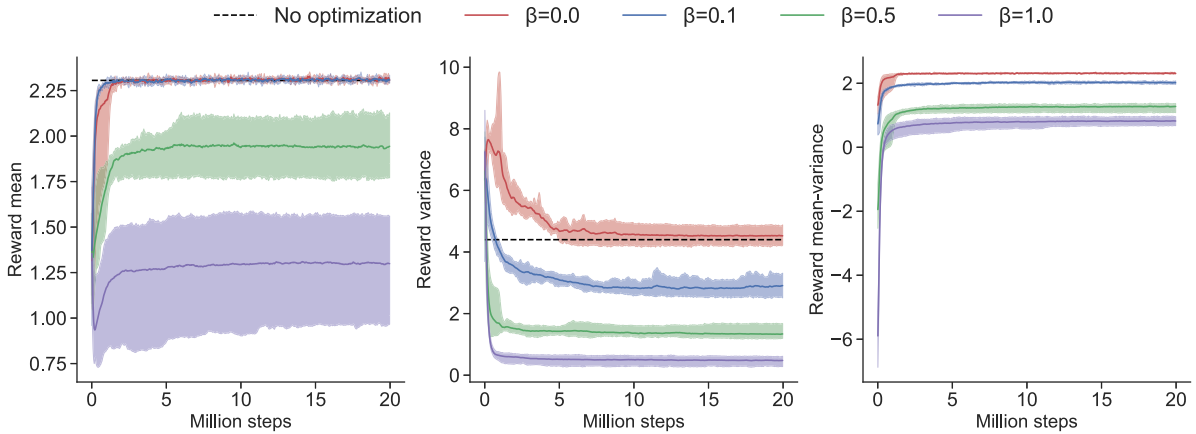 No optimization β=0.0 β=0.1 β=0.5 β=1.0
Reward mean
2.25
2.00
1.75
1.50
1.25
1.00
0.75
0 5 10 15 20
Million steps
Reward variance
10
8
6
4
2
0
0 5 10 15 20
Million steps
Reward mean-variance
2
0
−2
−4
−6
0 5 10 15 20
Million steps